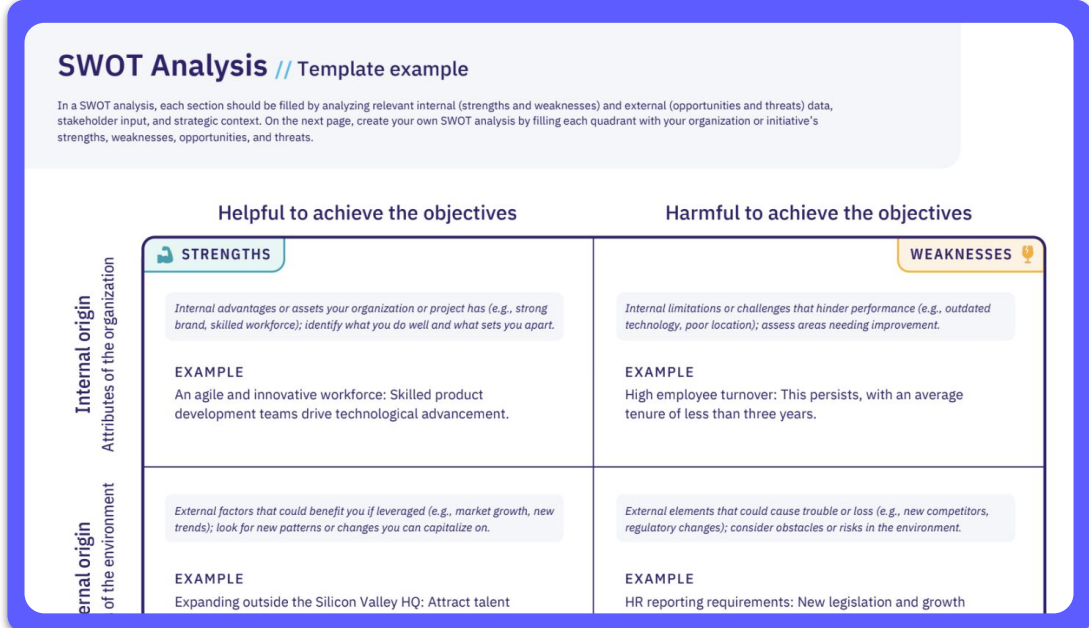 SWOT Analysis // Template example
In a SWOT analysis, each section should be filled by analyzing relevant internal (strengths and weaknesses) and external (opportunities and threats) data,
stakeholder input, and strategic context. On the next page, create your own SWOT analysis by filling each quadrant with your organization or initiative's
strengths, weaknesses, opportunities, and threats.
Helpful to achieve the objectives
Harmful to achieve the objectives
Internal origin
Attributes of the organization
STRENGTHS
Internal advantages or assets your organization or project has (e.g., strong
brand, skilled workforce); identify what you do well and what sets you apart.
EXAMPLE
An agile and innovative workforce: Skilled product
development teams drive technological advancement.
WEAKNESSES
Internal limitations or challenges that hinder performance (e.g., outdated
technology, poor location); assess areas needing improvement.
EXAMPLE
High employee turnover: This persists, with an average
tenure of less than three years.
ernal origin
of the environment
External factors that could benefit you if leveraged (e.g., market growth, new
trends); look for new patterns or changes you can capitalize on.
EXAMPLE
Expanding outside the Silicon Valley HQ: Attract talent
External elements that could cause trouble or loss (e.g., new competitors,
regulatory changes); consider obstacles or risks in the environment.
EXAMPLE
HR reporting requirements: New legislation and growth